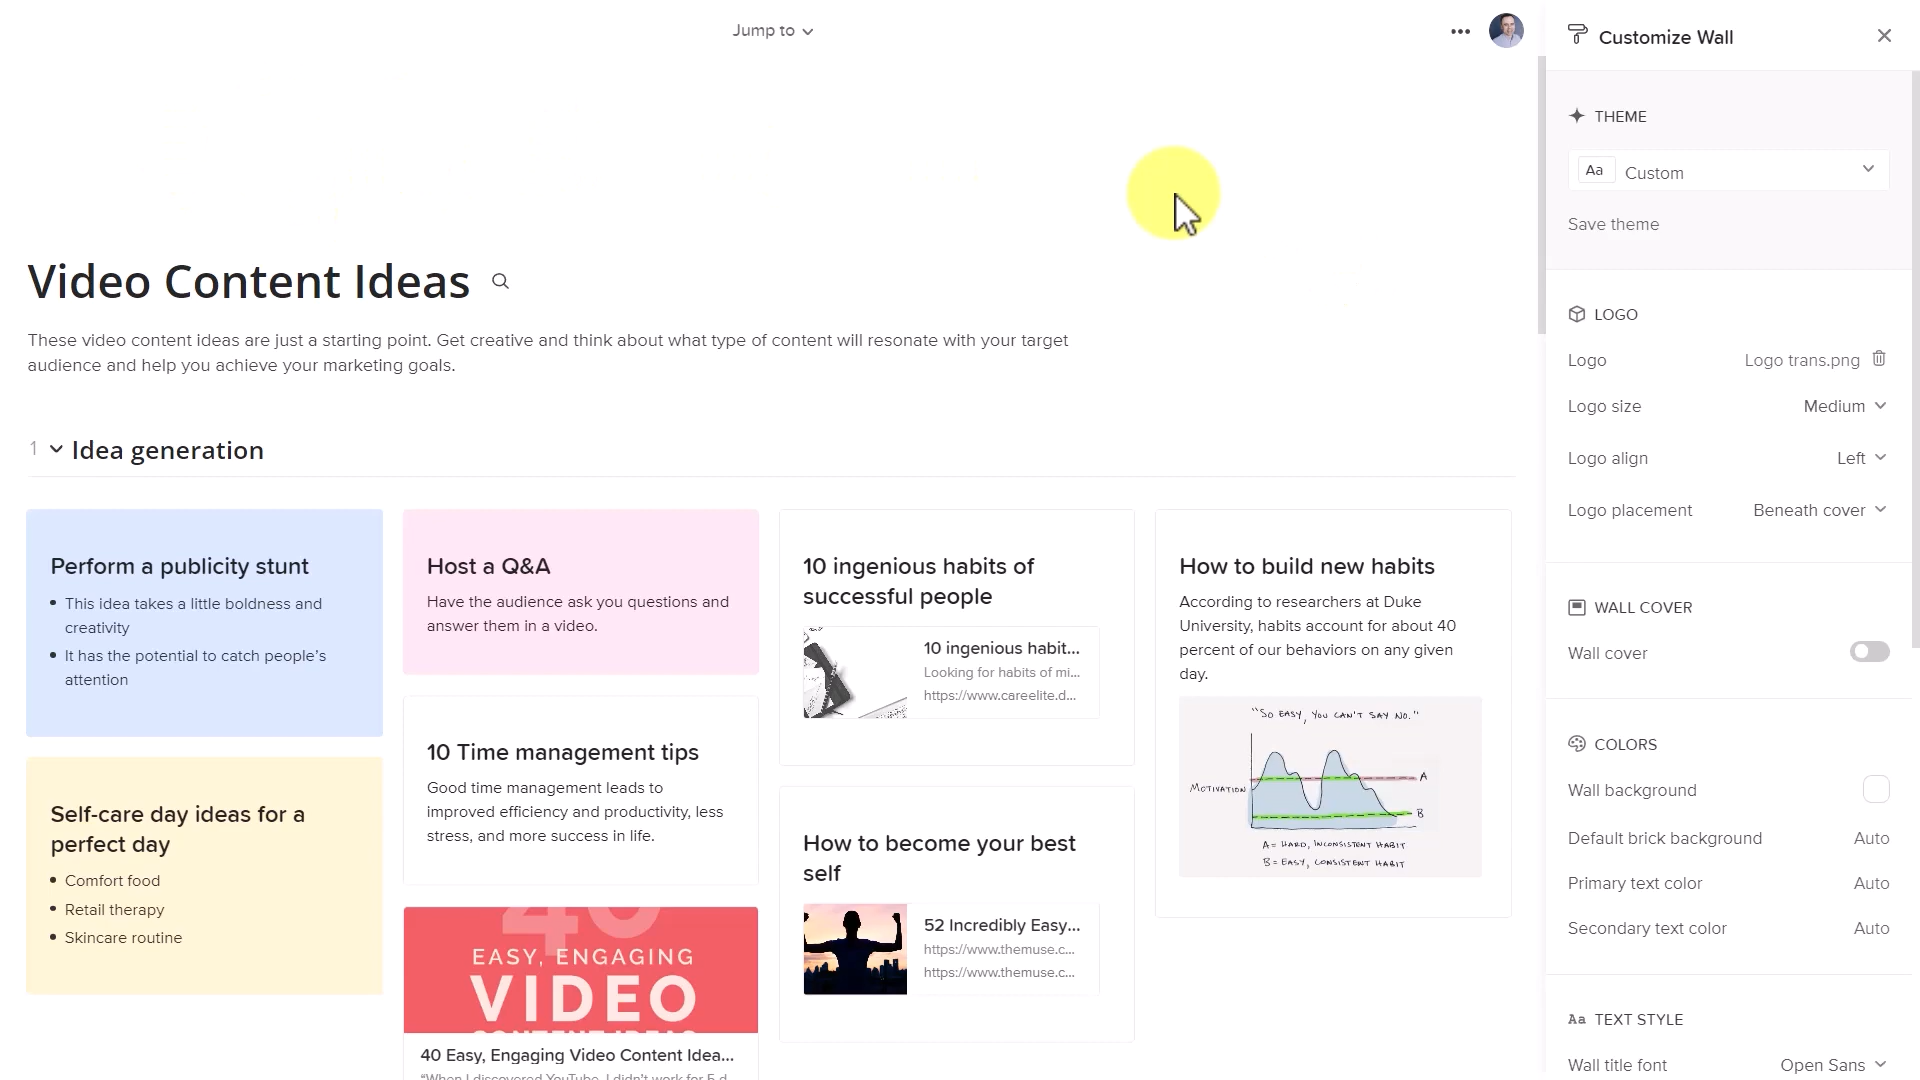 Jump to
Customize Wall
THEME
Aa Custom
Save theme
Video Content Ideas
These video content ideas are just a starting point. Get creative and think about what type of content will resonate with your target
audience and help you achieve your marketing goals.
LOGO
Logo Logo trans.png
Logo size Medium
Logo align Left
Logo placement Beneath cover
1 Idea generation
Perform a publicity stunt
This idea takes a little boldness and
creativity
It has the potential to catch people's
attention
Self-care day ideas for a
perfect day
Comfort food
Retail therapy
Skincare routine
Host a Q&A
Have the audience ask you questions and
answer them in a video.
10 Time management tips
Good time management leads to
improved efficiency and productivity, less
stress, and more success in life.
40
EASY, ENGAGING
VIDEO
CONTENT IDEAS
40 Easy, Engaging Video Content Idea...
"When I discovered YouTube, I didn't work for 5 d
10 ingenious habits of
successful people
10 ingenious habit...
Looking for habits of mi...
https://www.careelite.d...
How to become your best
self
52 Incredibly Easy...
https://www.themuse.c...
https://www.themuse.c...
How to build new habits
According to researchers at Duke
University, habits account for about 40
percent of our behaviors on any given
day.
"SO EASY, YOU CAN'T SAY NO."
MOTIVATION
A
B
A= HARD, INCONSISTENT HABIT
B= EASY, CONSISTENT HABIT
WALL COVER
Wall cover
COLORS
Wall background
Default brick background Auto
Primary text color Auto
Secondary text color Auto
Aa TEXT STYLE
Wall title font Open Sans